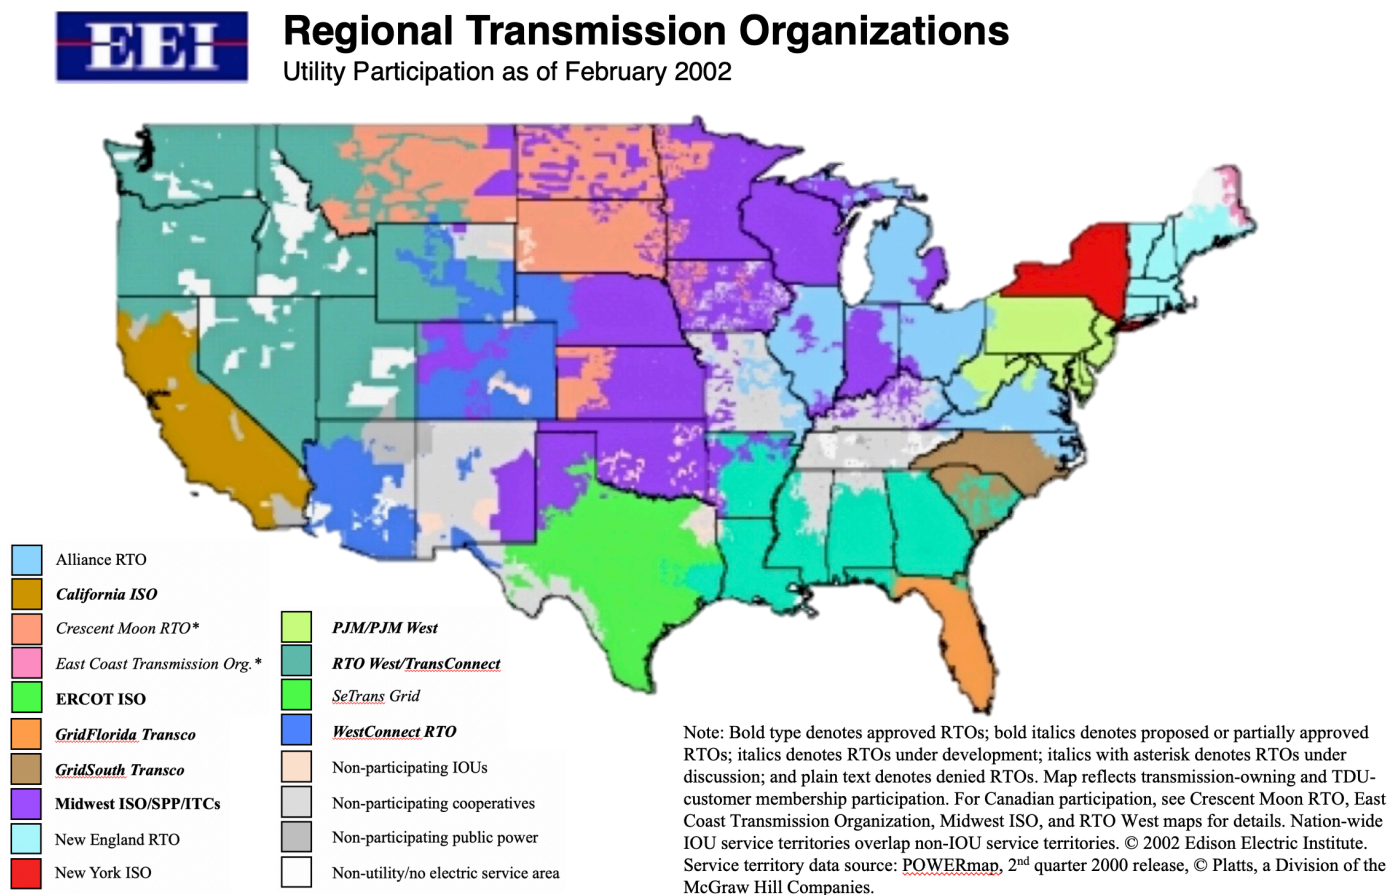 EEI
Regional Transmission Organizations
Utility Participation as of February 2002
Alliance RTO
California ISO
Crescent Moon RTO*
East Coast Transmission Org.*
ERCOT ISO
GridFlorida Transco
GridSouth Transco
Midwest ISO/SPP/ITCs
New England RTO
New York ISO
PJM/PJM West
RTO West/TransConnect
SeTrans Grid
WestConnect RTO
Non-participating IOUs
Non-participating cooperatives
Non-participating public power
Non-utility/no electric service area
Note: Bold type denotes approved RTOs; bold italics denotes proposed or partially approved
RTOs; italics denotes RTOs under development; italics with asterisk denotes RTOs under
discussion; and plain text denotes denied RTOs. Map reflects transmission-owning and TDU-
customer membership participation. For Canadian participation, see Crescent Moon RTO, East
Coast Transmission Organization, Midwest ISO, and RTO West maps for details. Nation-wide
IOU service territories overlap non-IOU service territories. © 2002 Edison Electric Institute.
Service territory data source: POWERmap, 2nd quarter 2000 release, © Platts, a Division of the
McGraw Hill Companies.